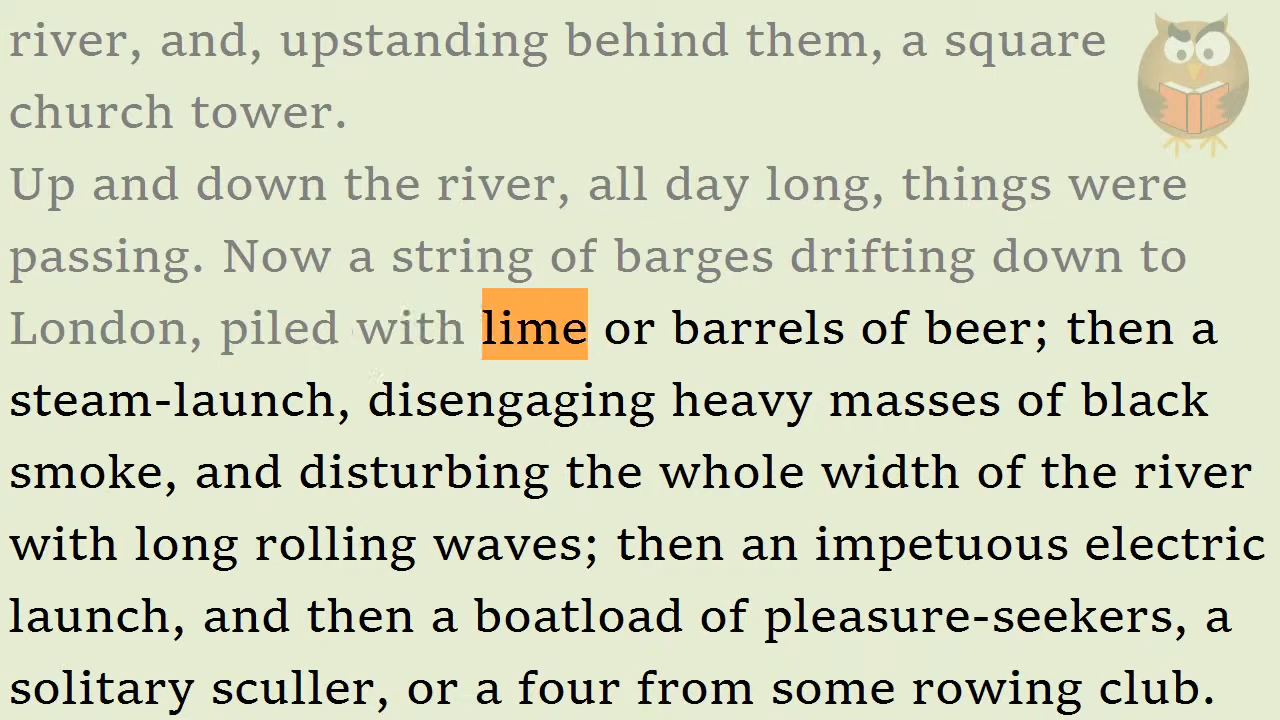 river, and, upstanding behind them, a square
church tower.
Up and down the river, all day long, things were
passing. Now a string of barges drifting down to
London, piled with lime or barrels of beer; then a
steam-launch, disengaging heavy masses of black
smoke, and disturbing the whole width of the river
with long rolling waves; then an impetuous electric
launch, and then a boatload of pleasure-seekers, a
solitary sculler, or a four from some rowing club.